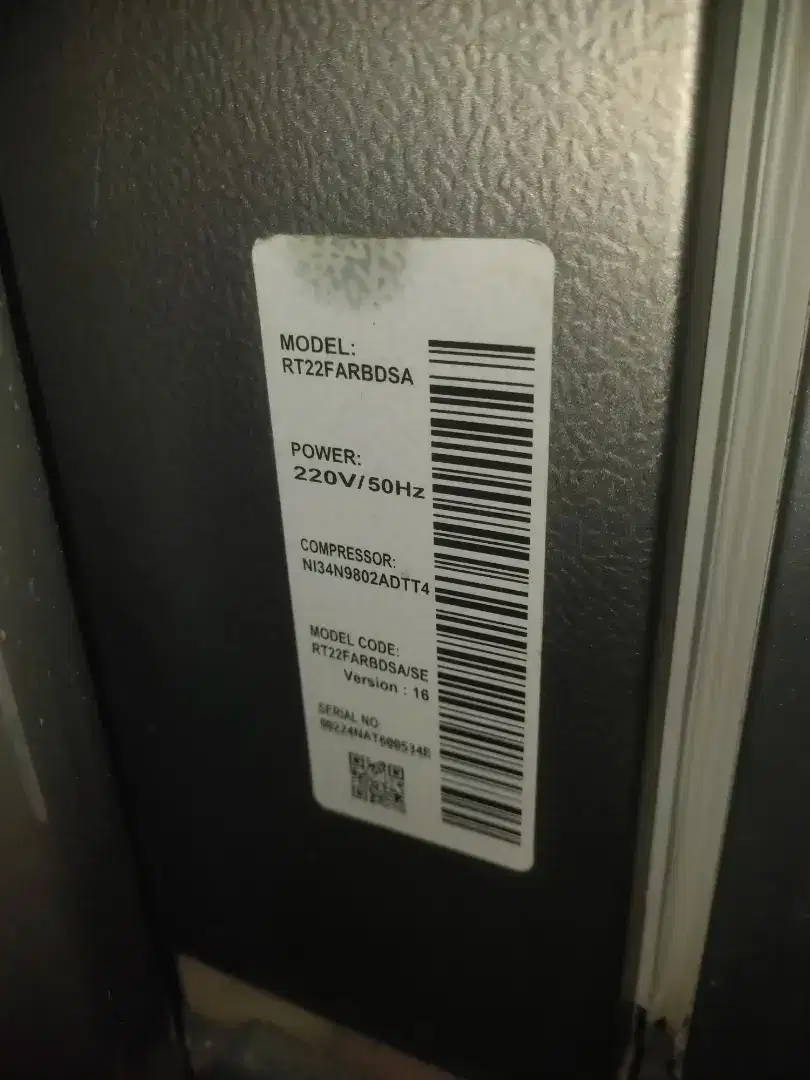 MODEL:
RT22FARBDSA
POWER:
220V/50Hz
COMPRESSOR:
NI34N9802ADTT4
MODEL CODE:
RT22FARBDSA/SE
Version : 16
SERIAL NO: